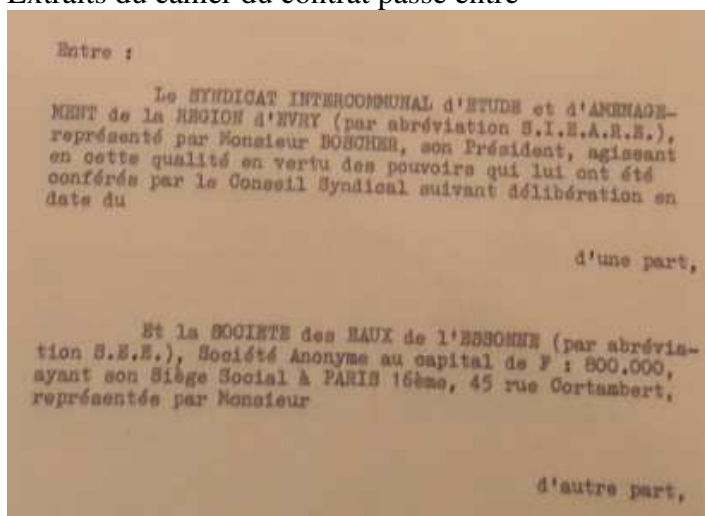 Extraits du cahier du contrat passé entre
Entre :
Le SYNDICAT INTERCOMMUNAL d'ETUDE et d'AMENAGE-
MENT de la REGION d'EVRY (par abréviation S.I.E.A.R.E.),
représenté par Monsieur BOSCHER, son Président, agissant
en cette qualité en vertu des pouvoirs qui lui ont été
conférés par le Conseil Syndical suivant délibération en
date du
d'une part,
Et la SOCIETE des EAUX de l'ESSONNE (par abrévia-
tion S.E.E.), Société Anonyme au capital de F : 800.000,
ayant son Siège Social à PARIS 16ème, 45 rue Cortambert,
représentée par Monsieur
d'autre part,